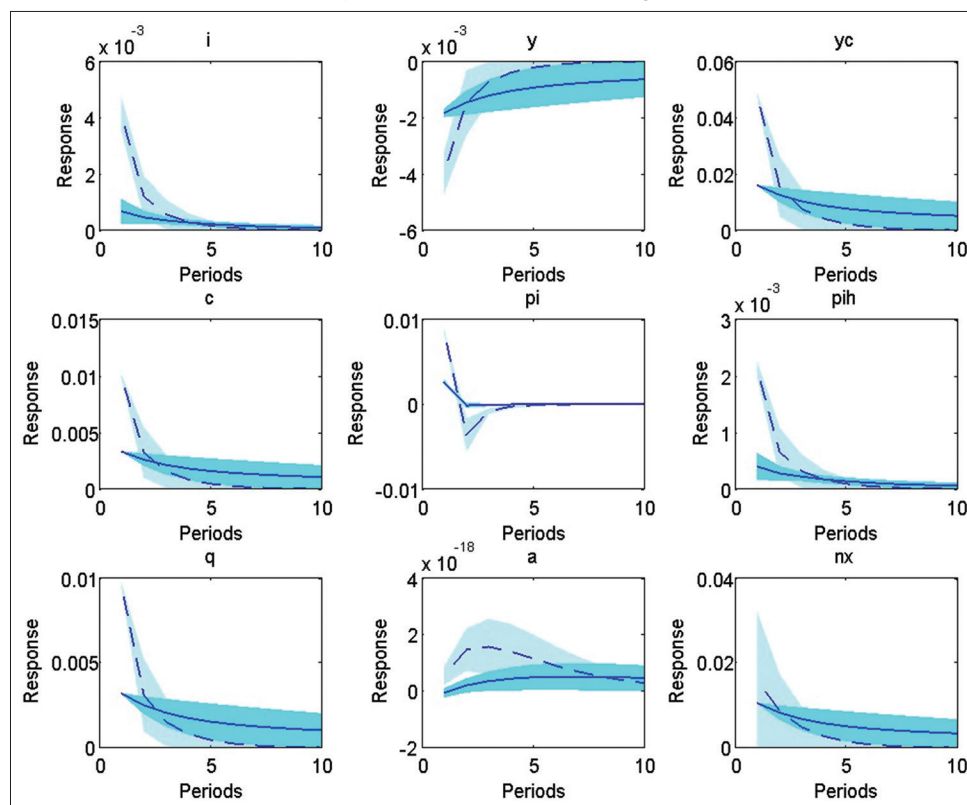 x 10⁻³
i
Response
6
4
2
0
0
5
10
Periods
x 10⁻³
y
Response
0
-2
-4
-6
0
5
10
Periods
yc
Response
0.06
0.04
0.02
0
0
5
10
Periods
c
Response
0.015
0.01
0.005
0
0
5
10
Periods
pi
Response
0.01
0
-0.01
0
5
10
Periods
x 10⁻³
pih
Response
3
2
1
0
0
5
10
Periods
q
Response
0.01
0.005
0
0
5
10
Periods
x 10⁻¹⁸
a
Response
4
2
0
-2
0
5
10
Periods
nx
Response
0.04
0.02
0
0
5
10
Periods